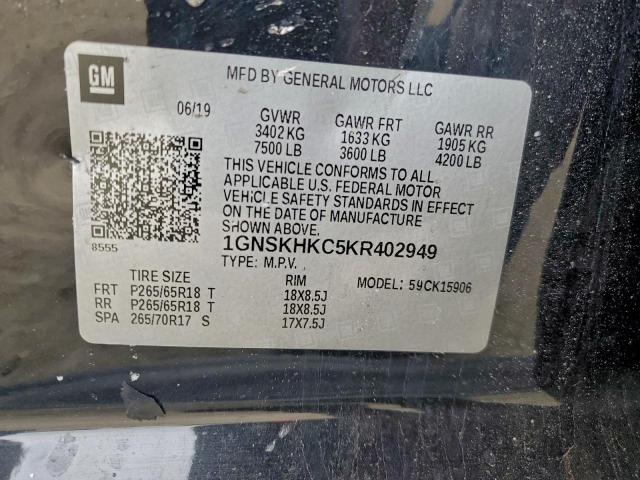 GM
MFD BY GENERAL MOTORS LLC
06/19 GVWR GAWR FRT GAWR RR
3402 KG 1633 KG 1905 KG
7500 LB 3600 LB 4200 LB
THIS VEHICLE CONFORMS TO ALL
APPLICABLE U.S. FEDERAL MOTOR
VEHICLE SAFETY STANDARDS IN EFFECT
ON THE DATE OF MANUFACTURE
SHOWN ABOVE.
8555
1GNSKHKC5KR402949
TYPE: M.P.V. MODEL: 59CK15906
TIRE SIZE RIM
FRT P265/65R18 T 18X8.5J
RR P265/65R18 T 18X8.5J
SPA 265/70R17 S 17X7.5J